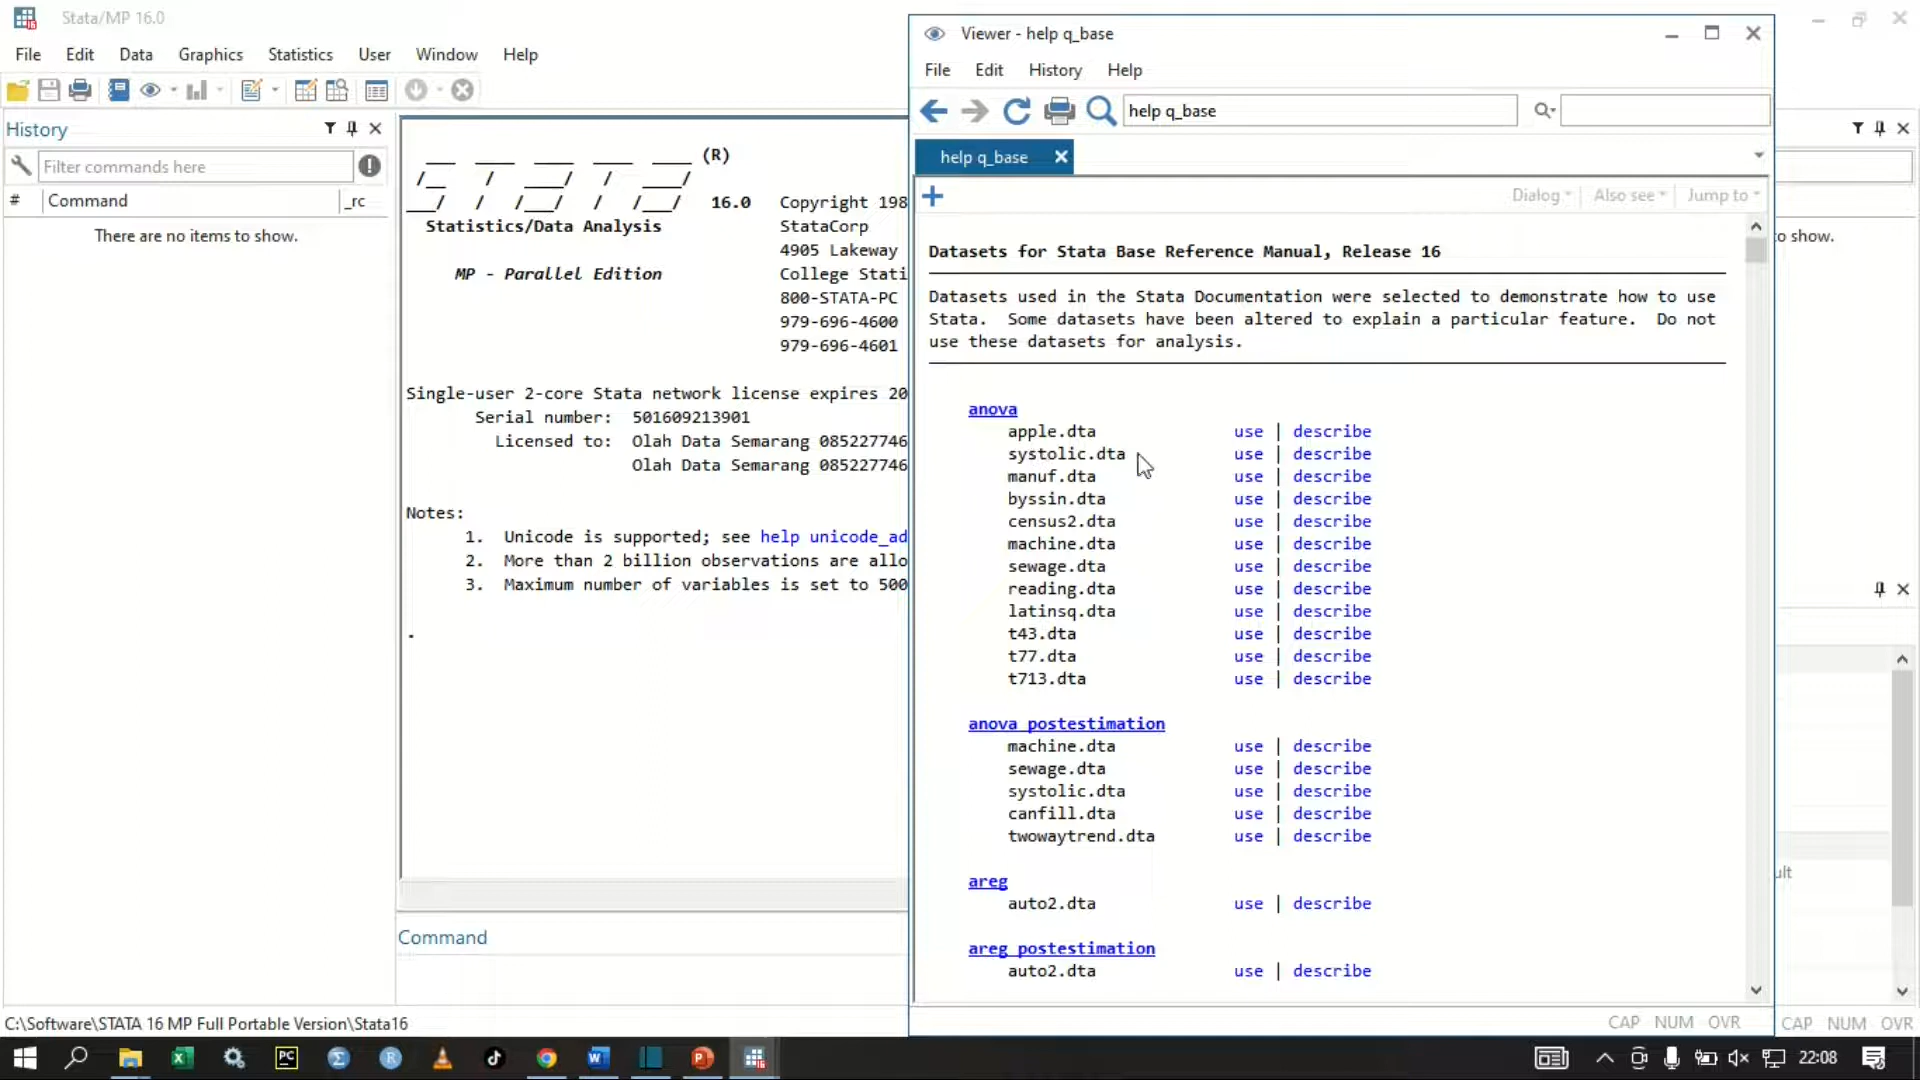 Stata/MP 16.0
File Edit Data Graphics Statistics User Window Help
History
Filter commands here
# Command _rc
There are no items to show.
(R)
STATA
16.0 Copyright 198
Statistics/Data Analysis StataCorp
4905 Lakeway
MP - Parallel Edition College Stati
800-STATA-PC
979-696-4600
979-696-4601
Single-user 2-core Stata network license expires 20
Serial number: 501609213901
Licensed to: Olah Data Semarang 085227746
Olah Data Semarang 085227746
Notes:
1. Unicode is supported; see help unicode_ad
2. More than 2 billion observations are allo
3. Maximum number of variables is set to 500
.
Command
C:\Software\STATA 16 MP Full Portable Version\Stata16
Viewer - help q_base
File Edit History Help
help q_base
help q_base
Dialog Also see Jump to
Datasets for Stata Base Reference Manual, Release 16
Datasets used in the Stata Documentation were selected to demonstrate how to use
Stata. Some datasets have been altered to explain a particular feature. Do not
use these datasets for analysis.
anova
apple.dta use | describe
systolic.dta use | describe
manuf.dta use | describe
byssin.dta use | describe
census2.dta use | describe
machine.dta use | describe
sewage.dta use | describe
reading.dta use | describe
latinsq.dta use | describe
t43.dta use | describe
t77.dta use | describe
t713.dta use | describe
anova postestimation
machine.dta use | describe
sewage.dta use | describe
systolic.dta use | describe
canfill.dta use | describe
twowaytrend.dta use | describe
areg
auto2.dta use | describe
areg postestimation
auto2.dta use | describe
CAP NUM OVR
o show.
ult
CAP NUM OVR
PC
22:08